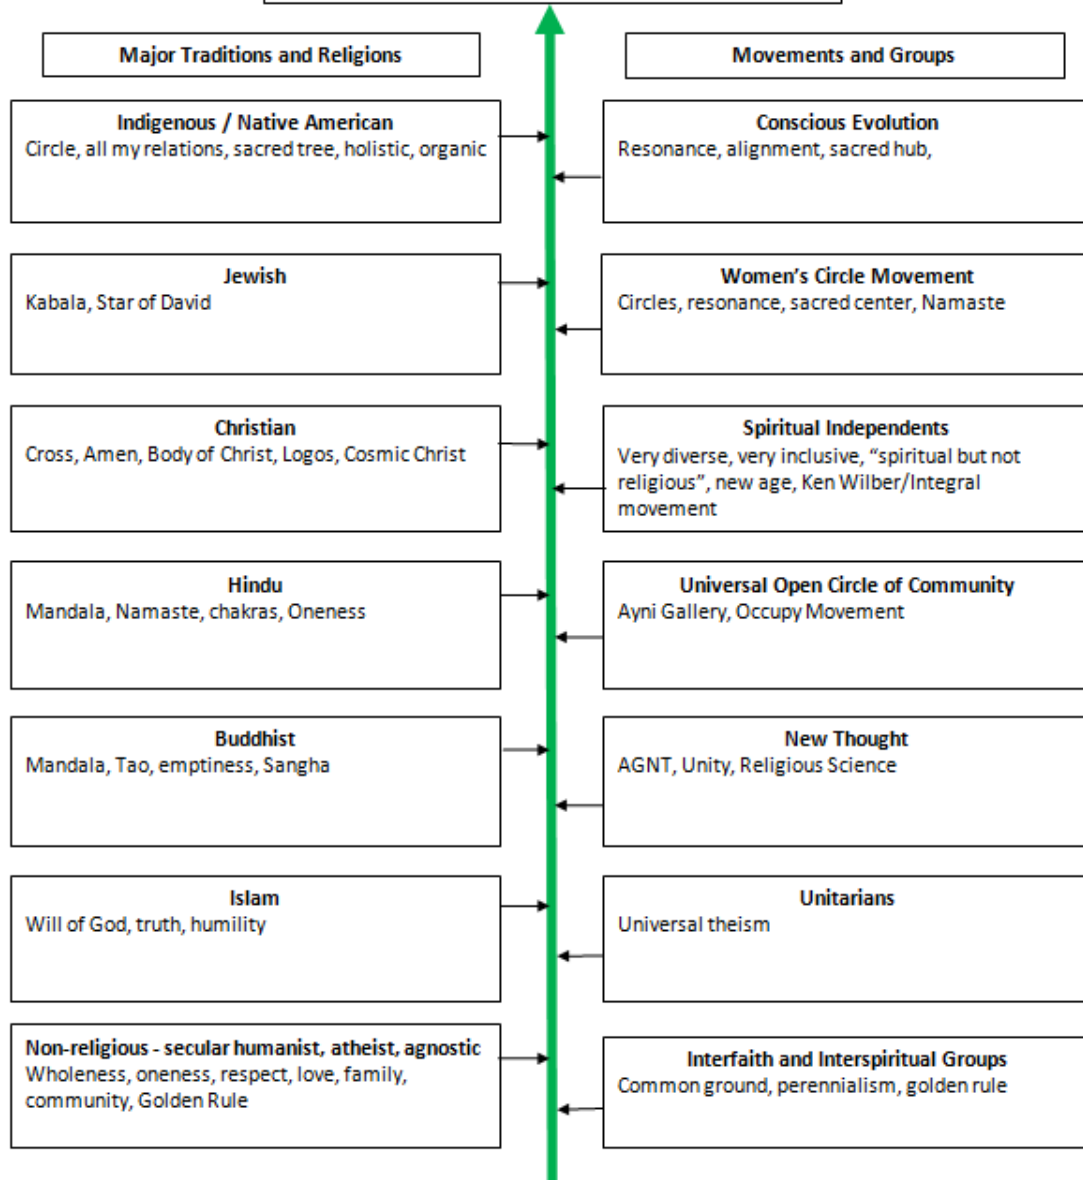 Major Traditions and Religions
Movements and Groups
Indigenous / Native American
Circle, all my relations, sacred tree, holistic, organic
Conscious Evolution
Resonance, alignment, sacred hub,
Jewish
Kabala, Star of David
Women's Circle Movement
Circles, resonance, sacred center, Namaste
Christian
Cross, Amen, Body of Christ, Logos, Cosmic Christ
Spiritual Independents
Very diverse, very inclusive, “spiritual but not
religious”, new age, Ken Wilber/Integral
movement
Hindu
Mandala, Namaste, chakras, Oneness
Universal Open Circle of Community
Ayni Gallery, Occupy Movement
Buddhist
Mandala, Tao, emptiness, Sangha
New Thought
AGNT, Unity, Religious Science
Islam
Will of God, truth, humility
Unitarians
Universal theism
Non-religious - secular humanist, atheist, agnostic
Wholeness, oneness, respect, love, family,
community, Golden Rule
Interfaith and Interspiritual Groups
Common ground, perennialism, golden rule